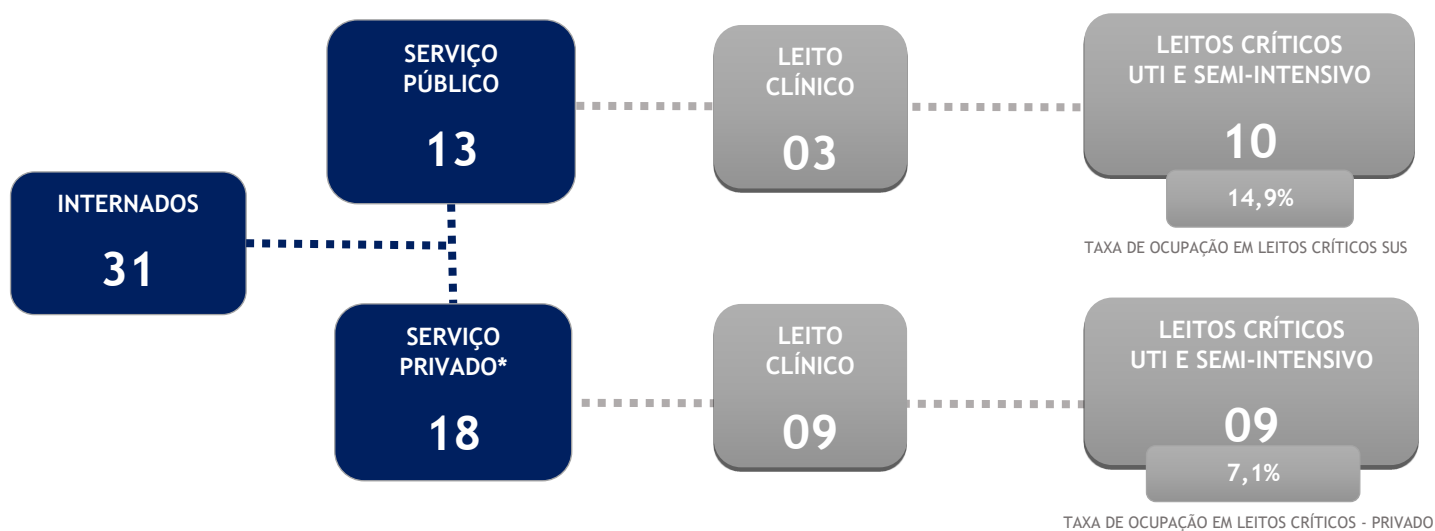 INTERNADOS
31
SERVIÇO
PÚBLICO
13
LEITO
CLÍNICO
03
LEITOS CRÍTICOS
UTI E SEMI-INTENSIVO
10
14,9%
TAXA DE OCUPAÇÃO EM LEITOS CRÍTICOS SUS
SERVIÇO
PRIVADO*
18
LEITO
CLÍNICO
09
LEITOS CRÍTICOS
UTI E SEMI-INTENSIVO
09
7,1%
TAXA DE OCUPAÇÃO EM LEITOS CRÍTICOS - PRIVADO